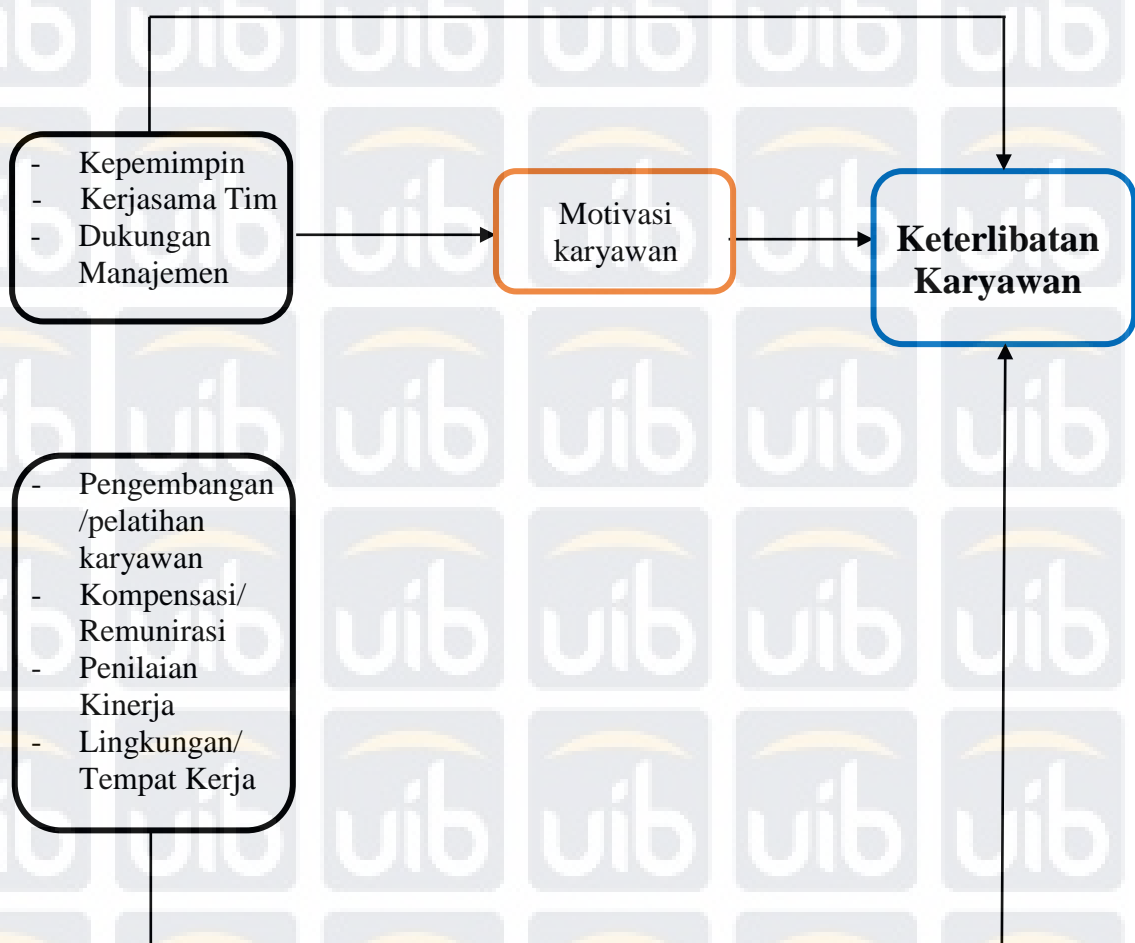 - Kepemimpin
- Kerjasama Tim
- Dukungan
Manajemen
Motivasi
karyawan
Keterlibatan
Karyawan
- Pengembangan
/pelatihan
karyawan
- Kompensasi/
Remunirasi
- Penilaian
Kinerja
- Lingkungan/
Tempat Kerja
uib